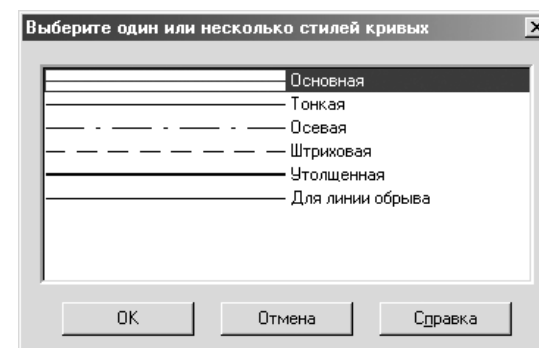 Выберите один или несколько стилей кривых
Основная
Тонкая
Осевая
Штриховая
Утолщенная
Для линии обрыва
OK Отмена Справка